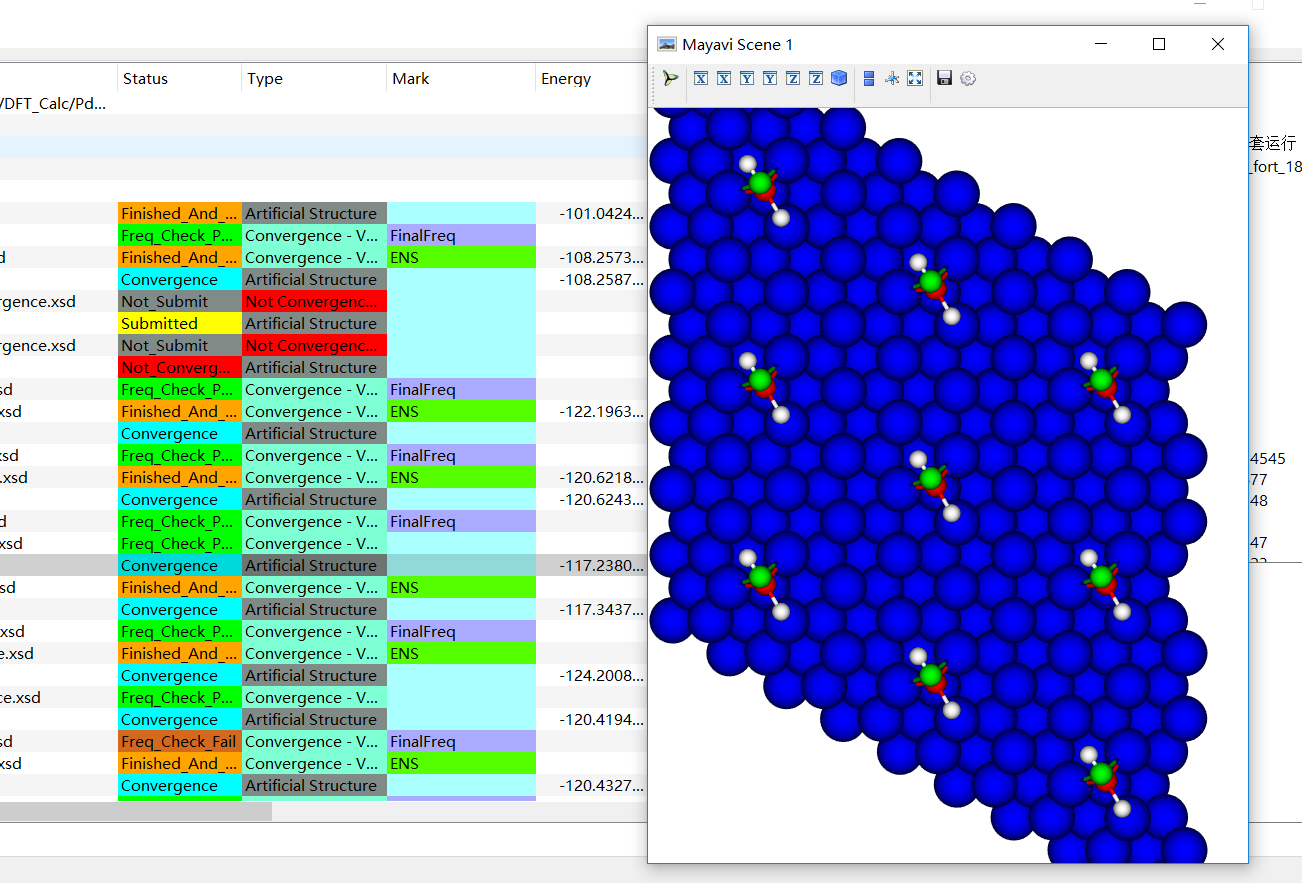 Mayavi Scene 1
X X Y Y Z Z
Status Type Mark Energy
/DFT_Calc/Pd...
套运行
_fort_18
Finished_And_... Artificial Structure -101.0424...
Freq_Check_P... Convergence - V... FinalFreq
d Finished_And_... Convergence - V... ENS -108.2573...
Convergence Artificial Structure -108.2587...
rgence.xsd Not_Submit Not Convergenc...
Submitted Artificial Structure
rgence.xsd Not_Submit Not Convergenc...
Not_Converg... Artificial Structure
sd Freq_Check_P... Convergence - V... FinalFreq
xsd Finished_And_... Convergence - V... ENS -122.1963...
Convergence Artificial Structure
xsd Freq_Check_P... Convergence - V... FinalFreq
4545
.xsd Finished_And_... Convergence - V... ENS -120.6218...
77
Convergence Artificial Structure -120.6243...
48
d Freq_Check_P... Convergence - V... FinalFreq
xsd Freq_Check_P... Convergence - V...
47
Convergence Artificial Structure -117.2380...
sd Finished_And_... Convergence - V... ENS
Convergence Artificial Structure -117.3437...
xsd Freq_Check_P... Convergence - V... FinalFreq
e.xsd Finished_And_... Convergence - V... ENS
Convergence Artificial Structure -124.2008...
ce.xsd Freq_Check_P... Convergence - V...
Convergence Artificial Structure -120.4194...
sd Freq_Check_Fail Convergence - V... FinalFreq
xsd Finished_And_... Convergence - V... ENS
Convergence Artificial Structure -120.4327...